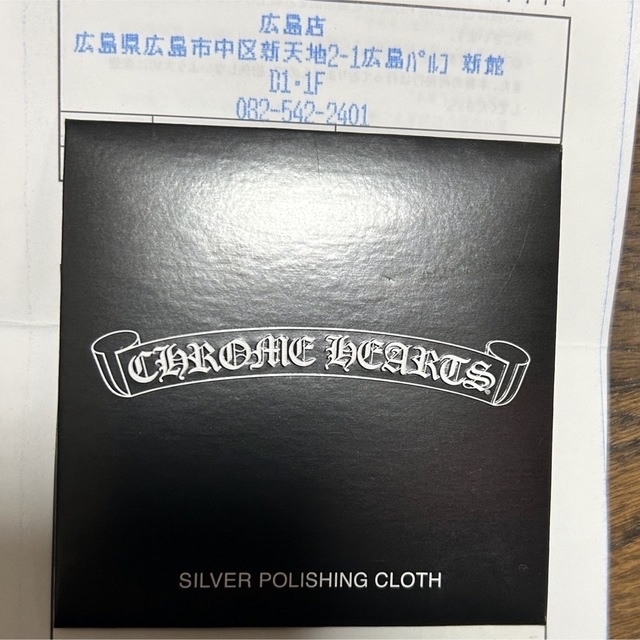 広島店
広島県広島市中区新天地2-1広島ﾊﾟﾙｺ 新館
B1・1F
082-542-2401
CHROME HEARTS
SILVER POLISHING CLOTH